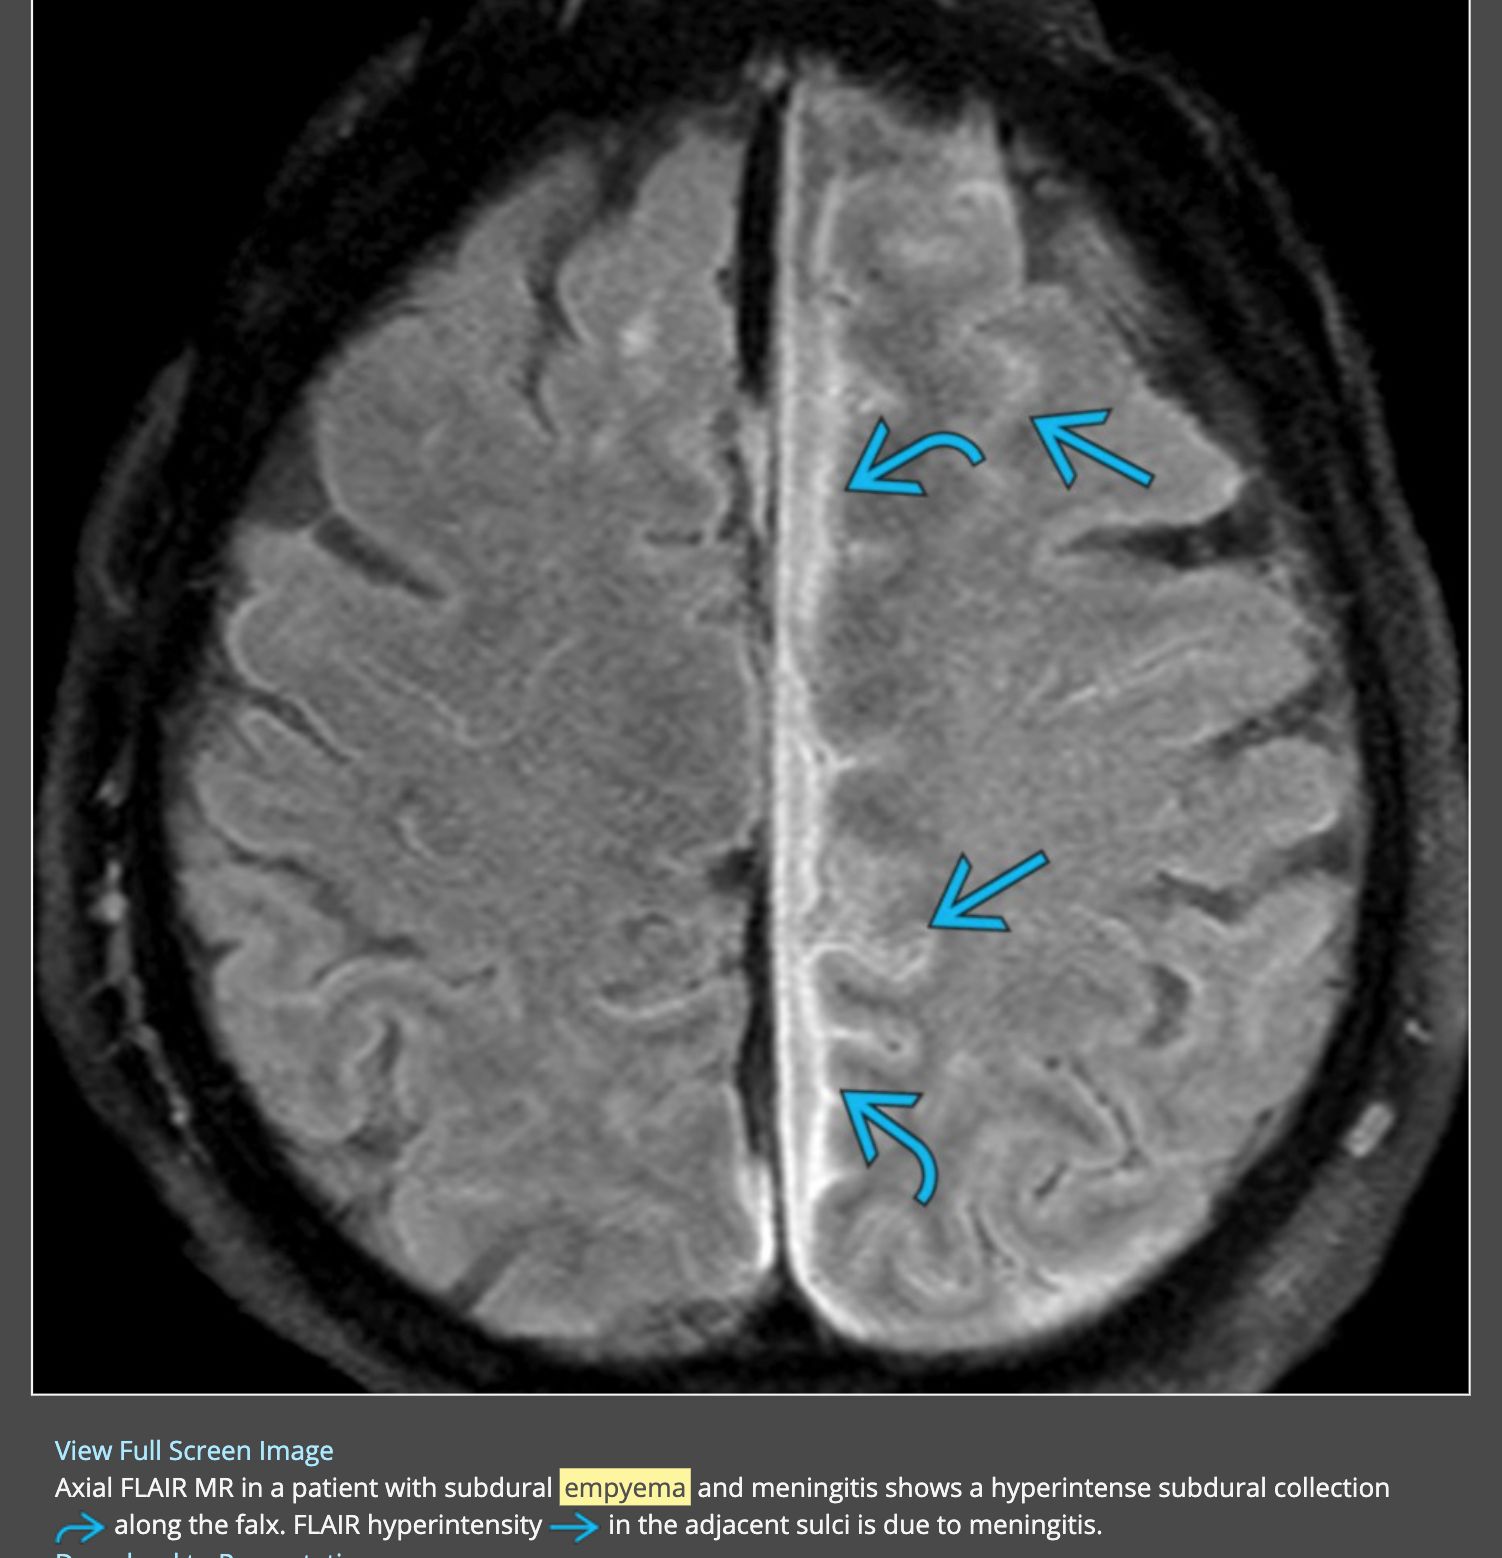 View Full Screen Image
Axial FLAIR MR in a patient with subdural empyema and meningitis shows a hyperintense subdural collection
along the falx. FLAIR hyperintensity in the adjacent sulci is due to meningitis.